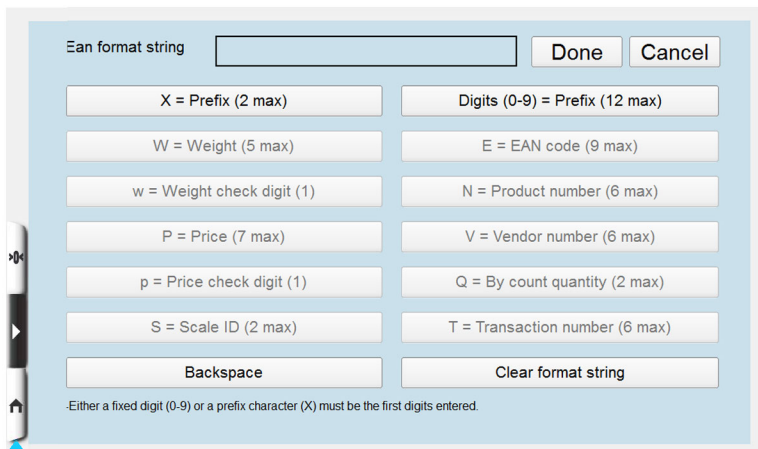 Ean format string
Done
Cancel
X = Prefix (2 max)
Digits (0-9) = Prefix (12 max)
W = Weight (5 max)
E = EAN code (9 max)
w = Weight check digit (1)
N = Product number (6 max)
P = Price (7 max)
V = Vendor number (6 max)
p = Price check digit (1)
Q = By count quantity (2 max)
S = Scale ID (2 max)
T = Transaction number (6 max)
Backspace
Clear format string
-Either a fixed digit (0-9) or a prefix character (X) must be the first digits entered.
>0<